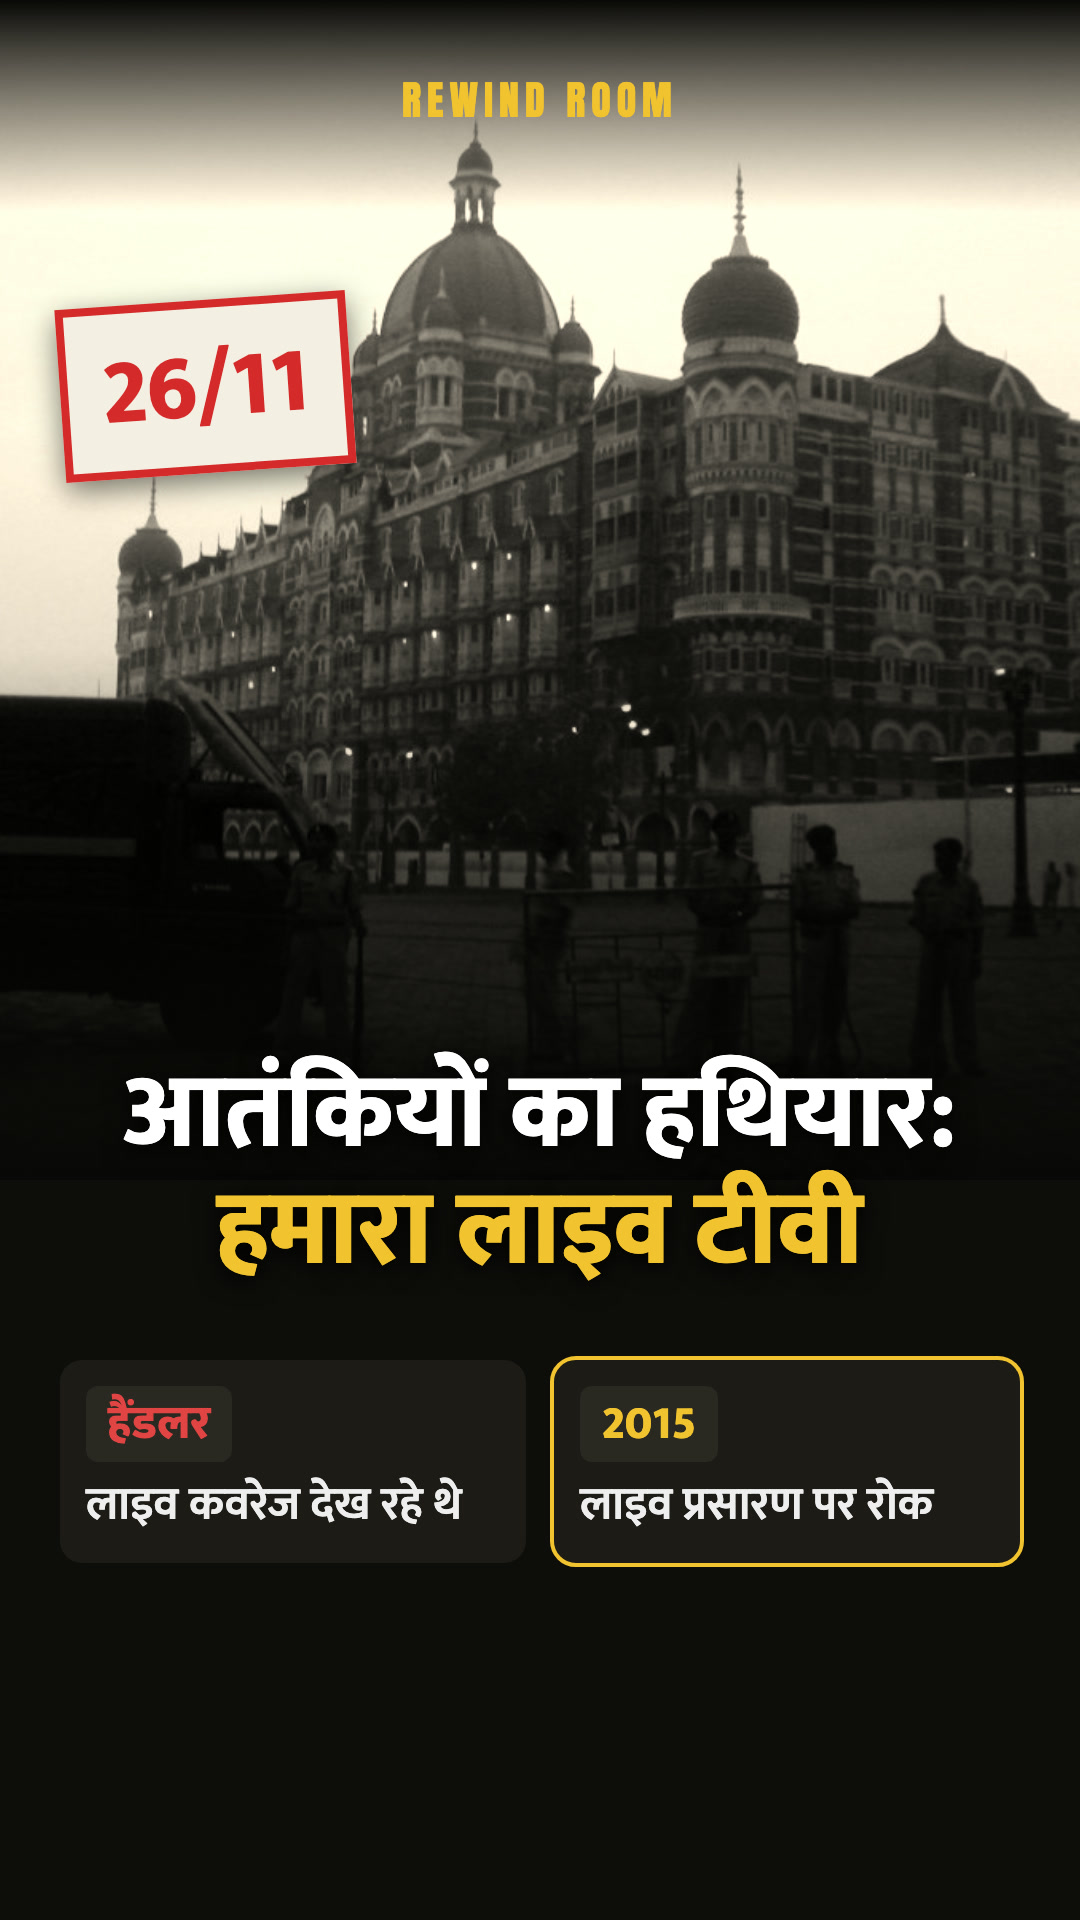 REWIND ROOM
26/11
आतंकियों का हथियार:
हमारा लाइव टीवी
हैंडलर
लाइव कवरेज देख रहे थे
2015
लाइव प्रसारण पर रोक